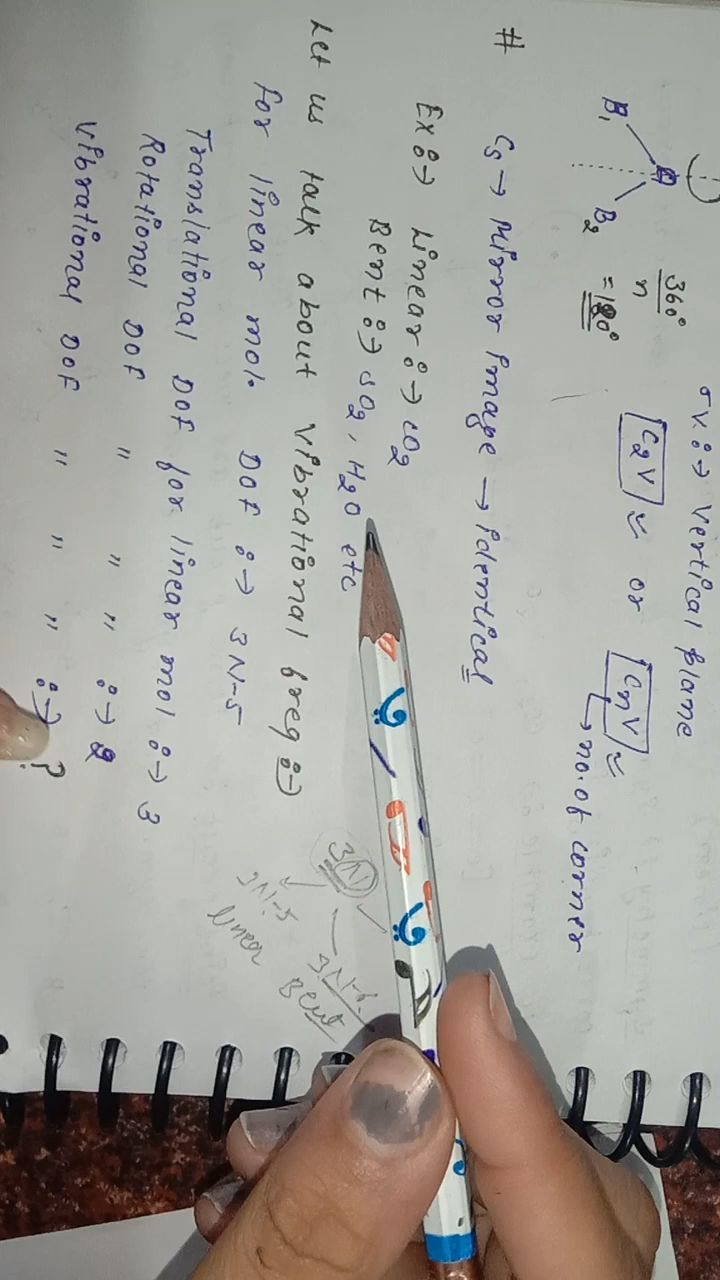 σv :→ Vertical plane
360°
n
= 180°
B1
B2
[C2V] or [CnV]
→ no. of corner
#
Cs → Mirror Image → identical
Ex :→ Linear :→ CO2
Bent :→ SO2, H2O etc
Let us talk about vibrational freq :→
for linear mol. DOF :→ 3N-5
Translational DOF for linear mol :→ 3
Rotational DOF " " " :→ 2
Vibrational DOF " " " :→ ?
3N
3N-5
linear
3N-6
Bent